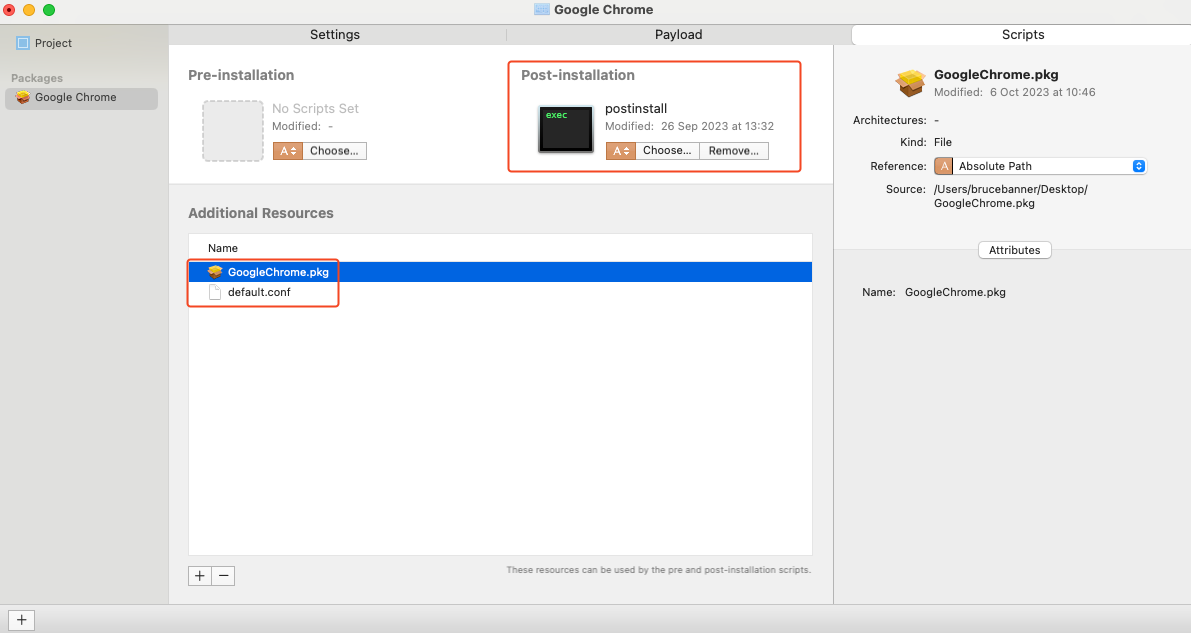 Google Chrome
Project
Packages
Google Chrome
Settings
Payload
Scripts
Pre-installation
No Scripts Set
Modified: -
A
Choose...
Post-installation
exec
postinstall
Modified: 26 Sep 2023 at 13:32
A
Choose...
Remove...
Additional Resources
Name
GoogleChrome.pkg
default.conf
+
−
These resources can be used by the pre and post-installation scripts.
GoogleChrome.pkg
Modified: 6 Oct 2023 at 10:46
Architectures: -
Kind: File
Reference: A Absolute Path
Source: /Users/brucebanner/Desktop/
GoogleChrome.pkg
Attributes
Name: GoogleChrome.pkg
+